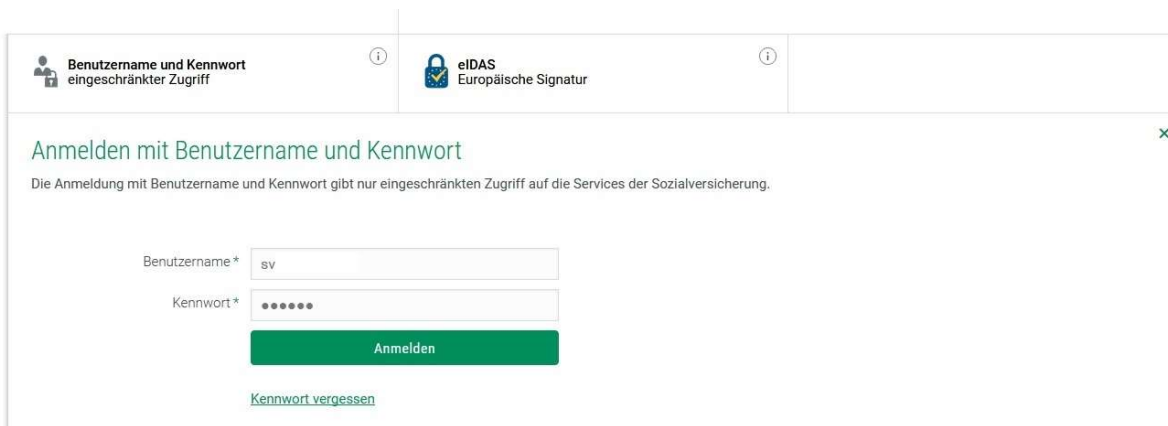 Benutzername und Kennwort
eingeschränkter Zugriff
eIDAS
Europäische Signatur
Anmelden mit Benutzername und Kennwort
Die Anmeldung mit Benutzername und Kennwort gibt nur eingeschränkten Zugriff auf die Services der Sozialversicherung.
Benutzername *
sv
Kennwort *
●●●●●●
Anmelden
Kennwort vergessen